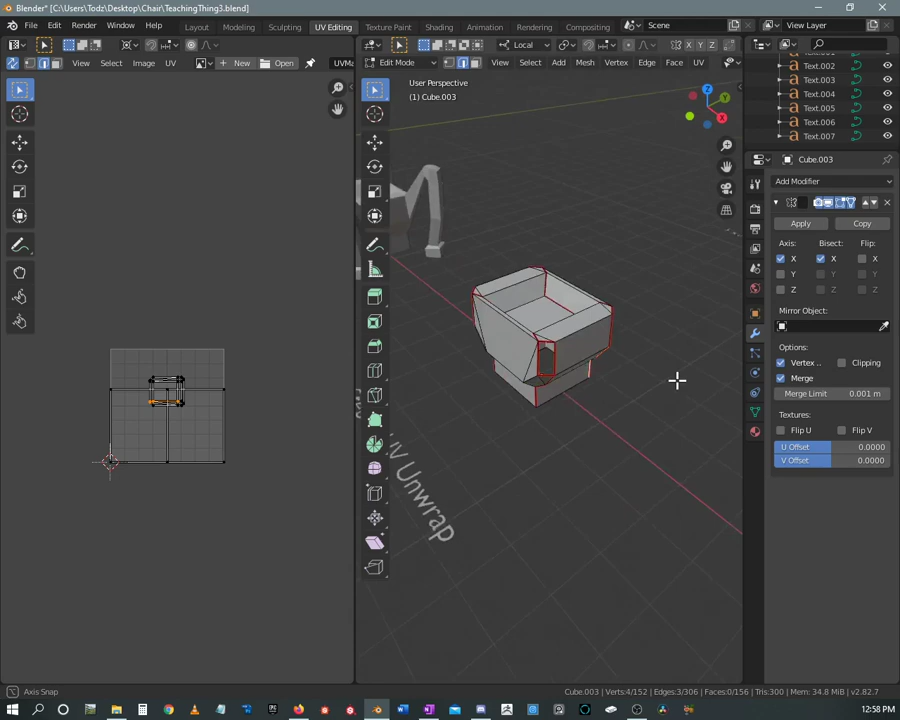 Blender* [C:\Users\Todz\Desktop\Chair\TeachingThing3.blend]
File Edit Render Window Help Layout Modeling Sculpting UV Editing Texture Paint Shading Animation Rendering Compositing Scene View Layer
Local X Y Z
View Select Image UV New Open UVMa Edit Mode View Select Add Mesh Vertex Edge Face UV
Text.002
Text.003
Text.004
Text.005
Text.006
Text.007
User Perspective
(1) Cube.003
Z
Y
X
uv Unwrap
Cube.003
Add Modifier
Apply Copy
Axis: Bisect: Flip:
X X X
Y Y Y
Z Z Z
Mirror Object:
Options:
Vertex .. Clipping
Merge
Merge Limit 0.001 m
Textures:
Flip U Flip V
U Offset 0.0000
V Offset 0.0000
Axis Snap
Cube.003 | Verts:4/152 | Edges:3/306 | Faces:0/156 | Tris:300 | Mem: 34.8 MiB | v2.82.7
12:58 PM